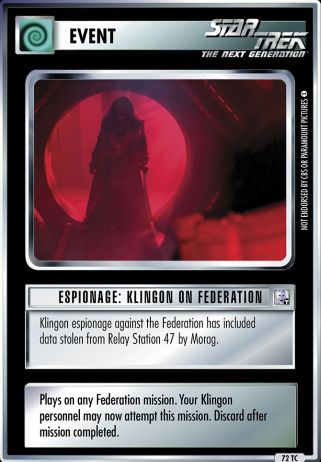 EVENT
STAR TREK
THE NEXT GENERATION
NOT ENDORSED BY CBS OR PARAMOUNT PICTURES
ESPIONAGE: KLINGON ON FEDERATION
Klingon espionage against the Federation has included
data stolen from Relay Station 47 by Morag.
Plays on any Federation mission. Your Klingon
personnel may now attempt this mission. Discard after
mission completed.
72 TC